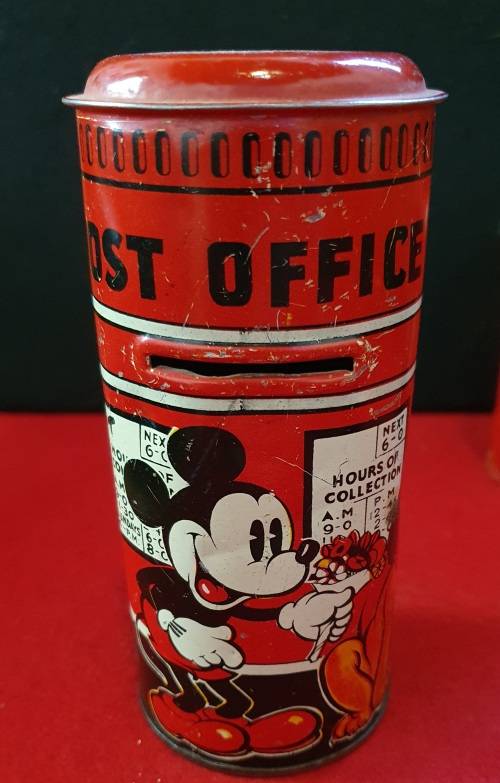 OST OFFICE
NEXT
6-0
HOURS OF
COLLECTION
A.M
9-0
NEX
6-0